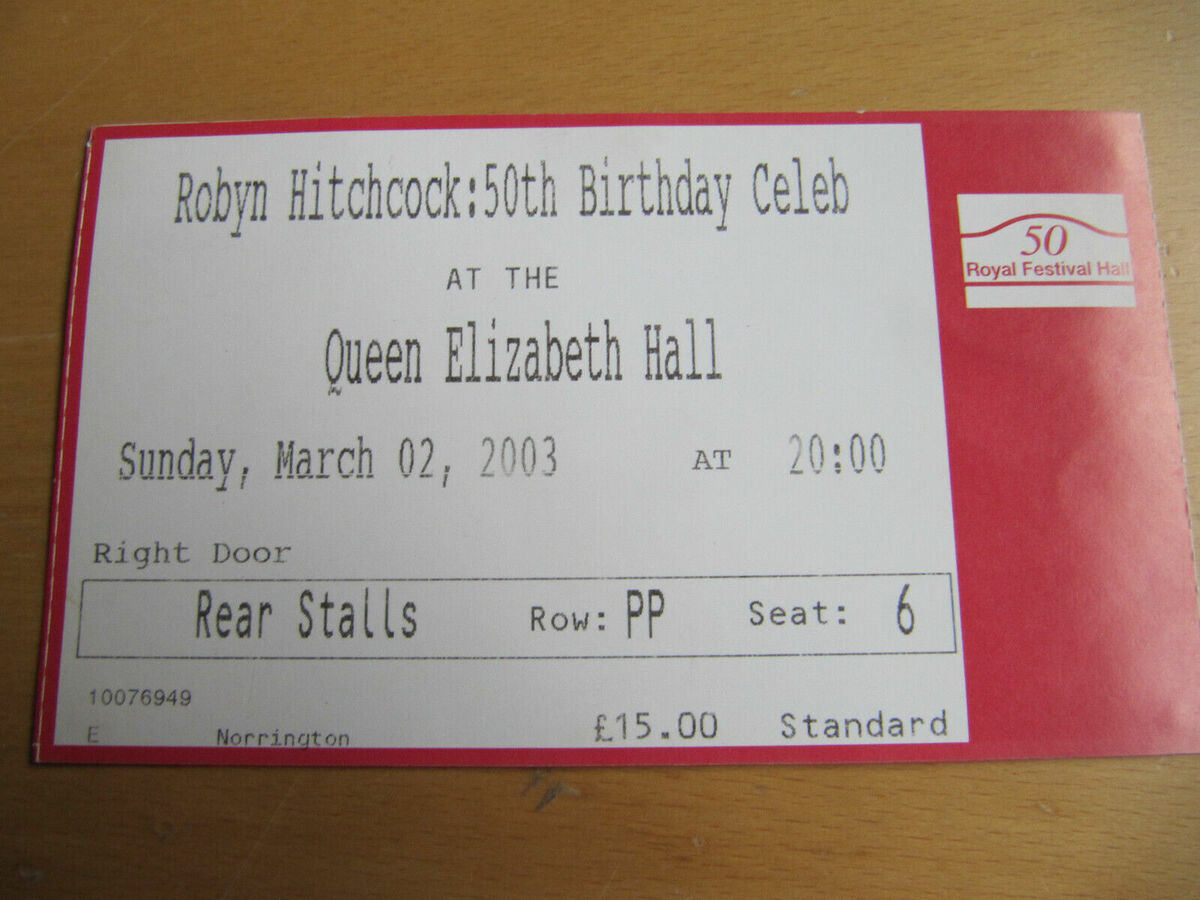 Robyn Hitchcock:50th Birthday Celeb
AT THE
Queen Elizabeth Hall
Sunday, March 02, 2003 AT 20:00
Right Door
Rear Stalls Row: PP Seat: 6
10076949
E Norrington £15.00 Standard
50
Royal Festival Hall